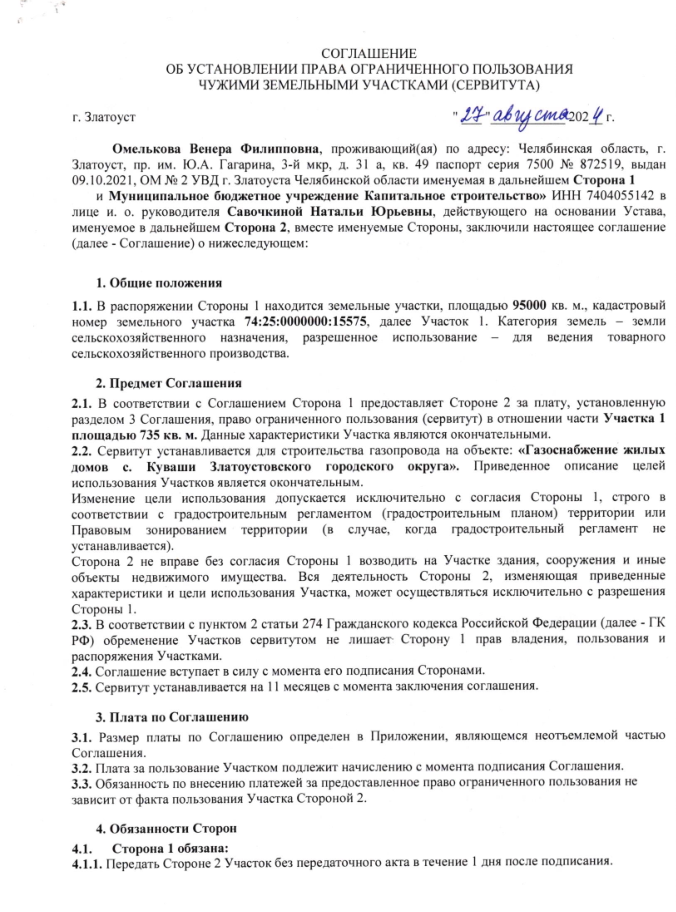 СОГЛАШЕНИЕ
ОБ УСТАНОВЛЕНИИ ПРАВА ОГРАНИЧЕННОГО ПОЛЬЗОВАНИЯ
ЧУЖИМИ ЗЕМЕЛЬНЫМИ УЧАСТКАМИ (СЕРВИТУТА)
г. Златоуст "27" августа 2024 г.
Омелькова Венера Филипповна, проживающий(ая) по адресу: Челябинская область, г.
Златоуст, пр. им. Ю.А. Гагарина, 3-й мкр, д. 31 а, кв. 49 паспорт серия 7500 № 872519, выдан
09.10.2021, ОМ № 2 УВД г. Златоуста Челябинской области именуемая в дальнейшем Сторона 1
и Муниципальное бюджетное учреждение Капитальное строительство» ИНН 7404055142 в
лице и. о. руководителя Савочкиной Натальи Юрьевны, действующего на основании Устава,
именуемое в дальнейшем Сторона 2, вместе именуемые Стороны, заключили настоящее соглашение
(далее - Соглашение) о нижеследующем:
1. Общие положения
1.1. В распоряжении Стороны 1 находится земельные участки, площадью 95000 кв. м., кадастровый
номер земельного участка 74:25:0000000:15575, далее Участок 1. Категория земель – земли
сельскохозяйственного назначения, разрешенное использование – для ведения товарного
сельскохозяйственного производства.
2. Предмет Соглашения
2.1. В соответствии с Соглашением Сторона 1 предоставляет Стороне 2 за плату, установленную
разделом 3 Соглашения, право ограниченного пользования (сервитут) в отношении части Участка 1
площадью 735 кв. м. Данные характеристики Участка являются окончательными.
2.2. Сервитут устанавливается для строительства газопровода на объекте: «Газоснабжение жилых
домов с. Куваши Златоустовского городского округа». Приведенное описание целей
использования Участков является окончательным.
Изменение цели использования допускается исключительно с согласия Стороны 1, строго в
соответствии с градостроительным регламентом (градостроительным планом) территории или
Правовым зонированием территории (в случае, когда градостроительный регламент не
устанавливается).
Сторона 2 не вправе без согласия Стороны 1 возводить на Участке здания, сооружения и иные
объекты недвижимого имущества. Вся деятельность Стороны 2, изменяющая приведенные
характеристики и цели использования Участка, может осуществляться исключительно с разрешения
Стороны 1.
2.3. В соответствии с пунктом 2 статьи 274 Гражданского кодекса Российской Федерации (далее - ГК
РФ) обременение Участков сервитутом не лишает Сторону 1 прав владения, пользования и
распоряжения Участками.
2.4. Соглашение вступает в силу с момента его подписания Сторонами.
2.5. Сервитут устанавливается на 11 месяцев с момента заключения соглашения.
3. Плата по Соглашению
3.1. Размер платы по Соглашению определен в Приложении, являющемся неотъемлемой частью
Соглашения.
3.2. Плата за пользование Участком подлежит начислению с момента подписания Соглашения.
3.3. Обязанность по внесению платежей за предоставленное право ограниченного пользования не
зависит от факта пользования Участка Стороной 2.
4. Обязанности Сторон
4.1. Сторона 1 обязана:
4.1.1. Передать Стороне 2 Участок без передаточного акта в течение 1 дня после подписания.